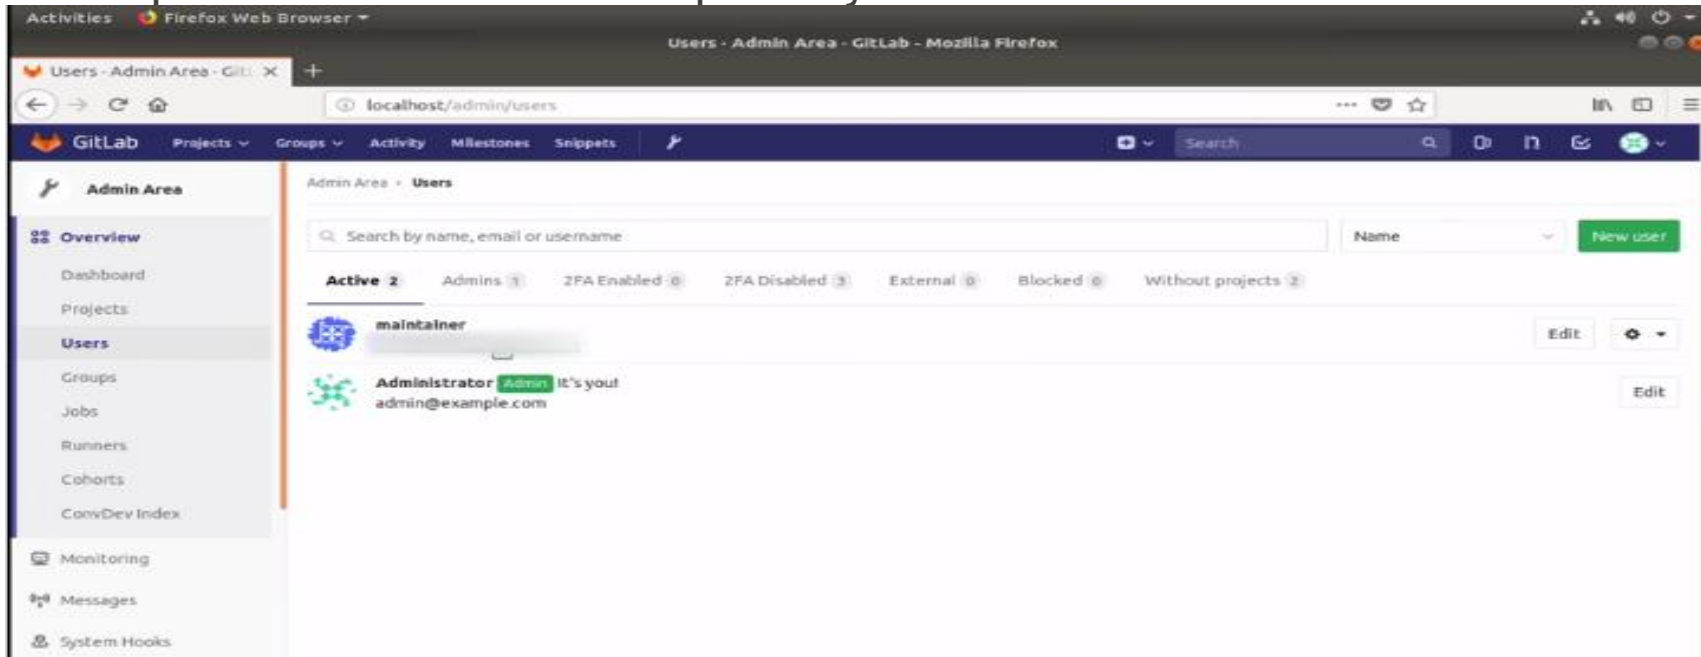 Activities Firefox Web Browser
Users - Admin Area - GitLab - Mozilla Firefox
Users - Admin Area - Git
localhost/admin/users
GitLab Projects Groups Activity Milestones Snippets Search
Admin Area
Admin Area › Users
Overview
Search by name, email or username
Name
New user
Dashboard
Active 2 Admins 1 2FA Enabled 0 2FA Disabled 3 External 0 Blocked 0 Without projects 2
Projects
maintainer
Edit
Users
Groups
Administrator Admin It's you!
admin@example.com
Edit
Jobs
Runners
Cohorts
ConvDev Index
Monitoring
Messages
System Hooks